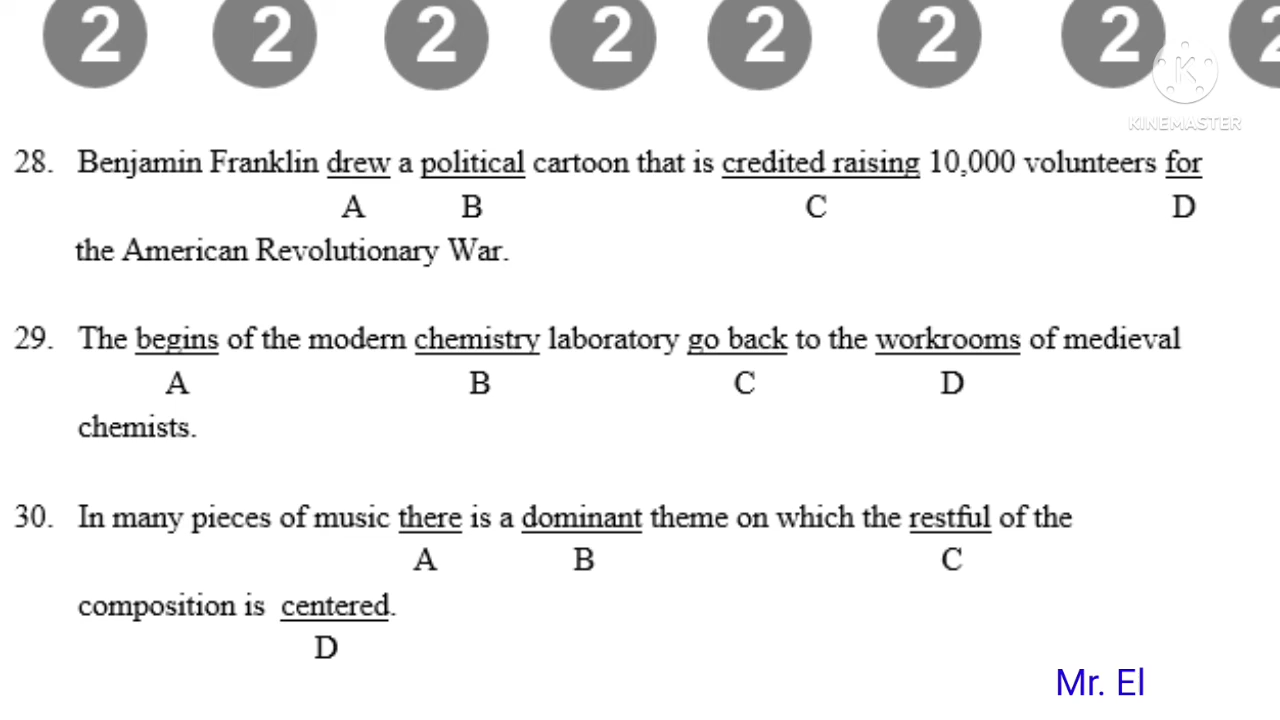 2 2 2 2 2 2 2 2
KINEMASTER
28. Benjamin Franklin drew a political cartoon that is credited raising 10,000 volunteers for
A B C D
the American Revolutionary War.
29. The begins of the modern chemistry laboratory go back to the workrooms of medieval
A B C D
chemists.
30. In many pieces of music there is a dominant theme on which the restful of the
A B C
composition is centered.
D
Mr. El